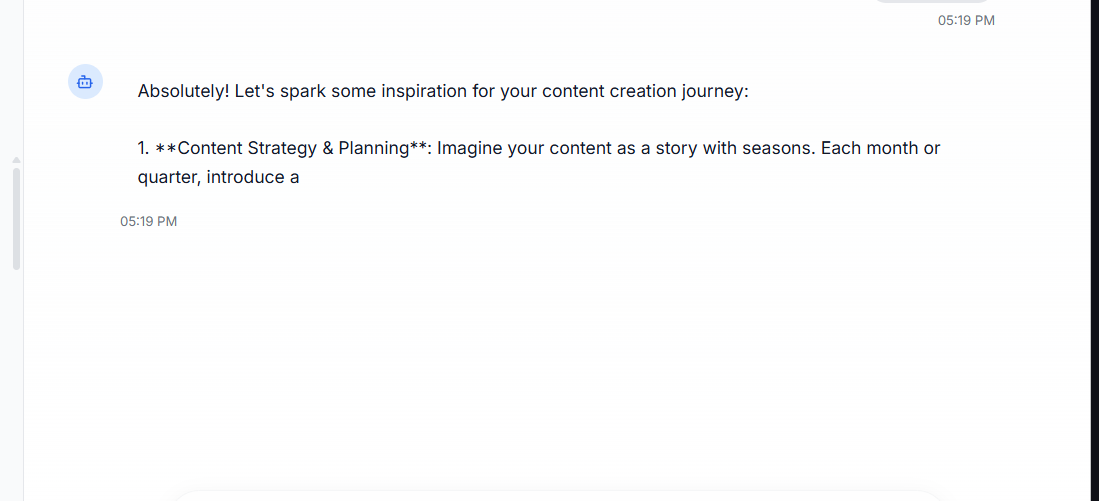 05:19 PM
Absolutely! Let's spark some inspiration for your content creation journey:
1. **Content Strategy & Planning**: Imagine your content as a story with seasons. Each month or
quarter, introduce a
05:19 PM